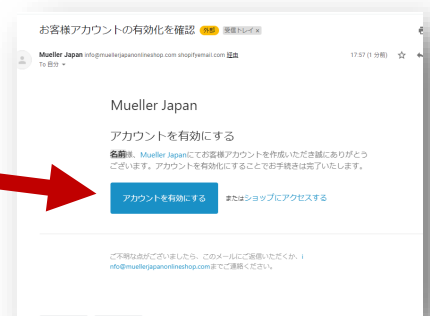 お客様アカウントの有効化を確認 外部 受信トレイ×
Mueller Japan info@muellerjapanonlineshop.com shopifyemail.com 経由 17:57 (1 分前)
To 自分
Mueller Japan
アカウントを有効にする
名前様、Mueller Japanにてお客様アカウントを作成いただき誠にありがとう
ございます。アカウントを有効化にすることでお手続きは完了いたします。
アカウントを有効にする またはショップにアクセスする
ご不明な点がございましたら、このメールにご返信いただくか、i
nfo@muellerjapanonlineshop.comまでご連絡ください。